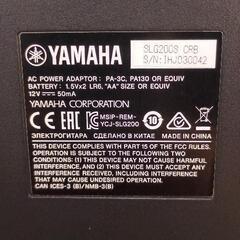 YAMAHA
SLG200S CRB
S/N:IHJ030042
AC POWER ADAPTOR : PA-3C, PA130 OR EQUIV
BATTERY : 1.5Vx2 LR6, "AA" SIZE OR EQUIV.
12V ⎓ 50mA
YAMAHA CORPORATION
MSIP-REM-
YCJ-SLG200
10
ЭЛЕКТРОГИТАРА СДЕЛАНО В КИТАЕ
THIS DEVICE COMPLIES WITH PART 15 OF THE FCC RULES.
OPERATION IS SUBJECT TO THE FOLLOWING TWO CONDITIONS:
(1) THIS DEVICE MAY NOT CAUSE HARMFUL INTERFERENCE, AND
(2) THIS DEVICE MUST ACCEPT ANY INTERFERENCE RECEIVED,
INCLUDING INTERFERENCE THAT MAY CAUSE UNDESIRED OPERATION.
CAN ICES-3 (B)/NMB-3(B)